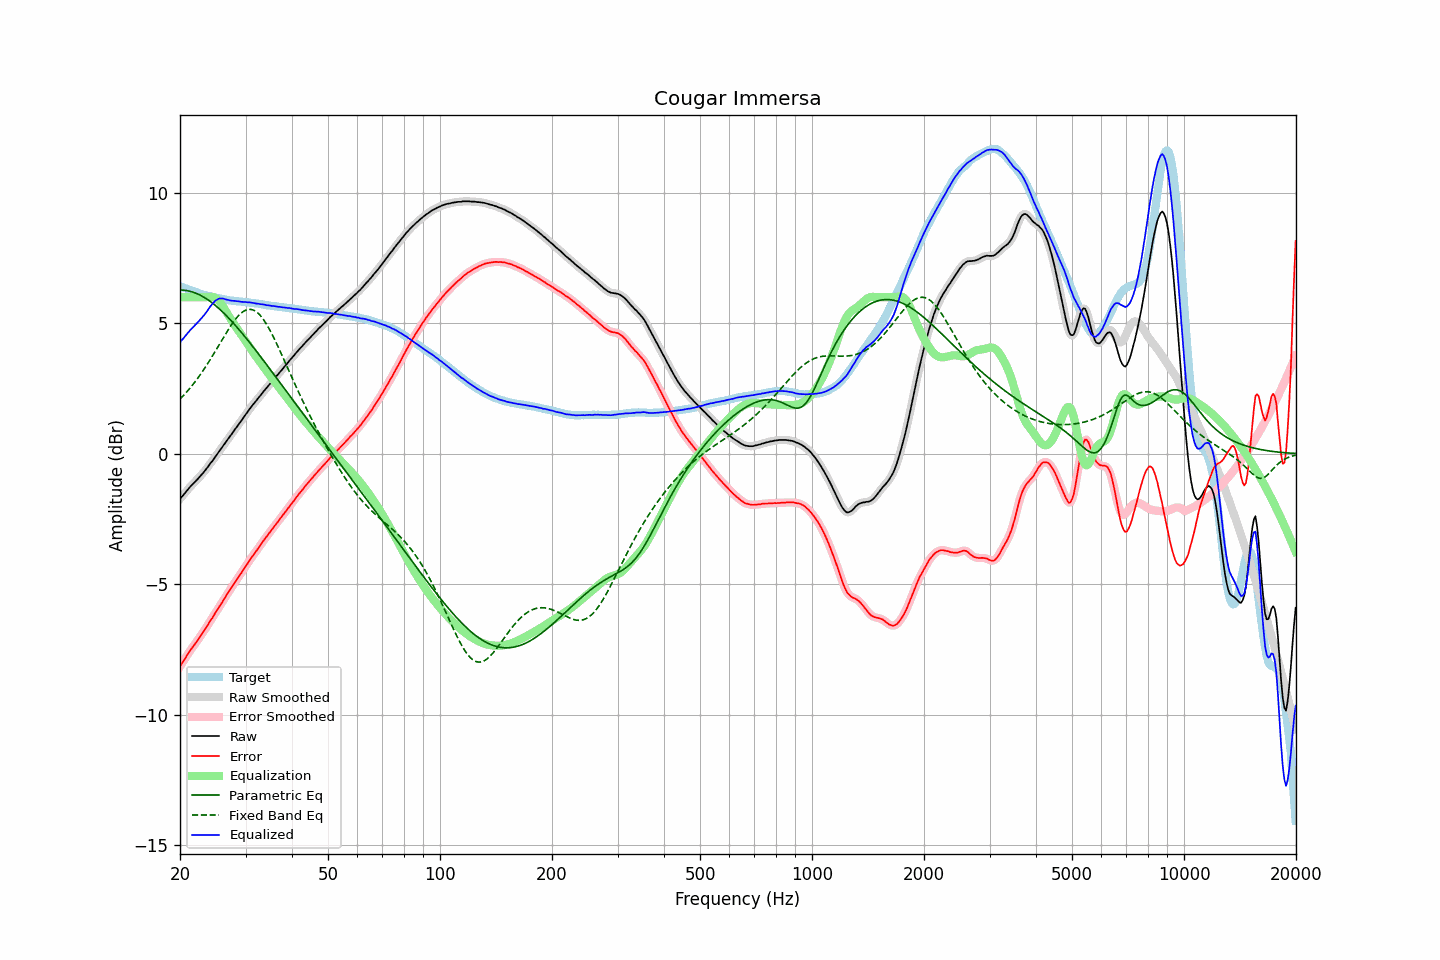 Cougar Immersa
Amplitude (dBr)
10
5
0
−5
−10
−15
Target
Raw Smoothed
Error Smoothed
Raw
Error
Equalization
Parametric Eq
Fixed Band Eq
Equalized
20 50 100 200 500 1000 2000 5000 10000 20000
Frequency (Hz)